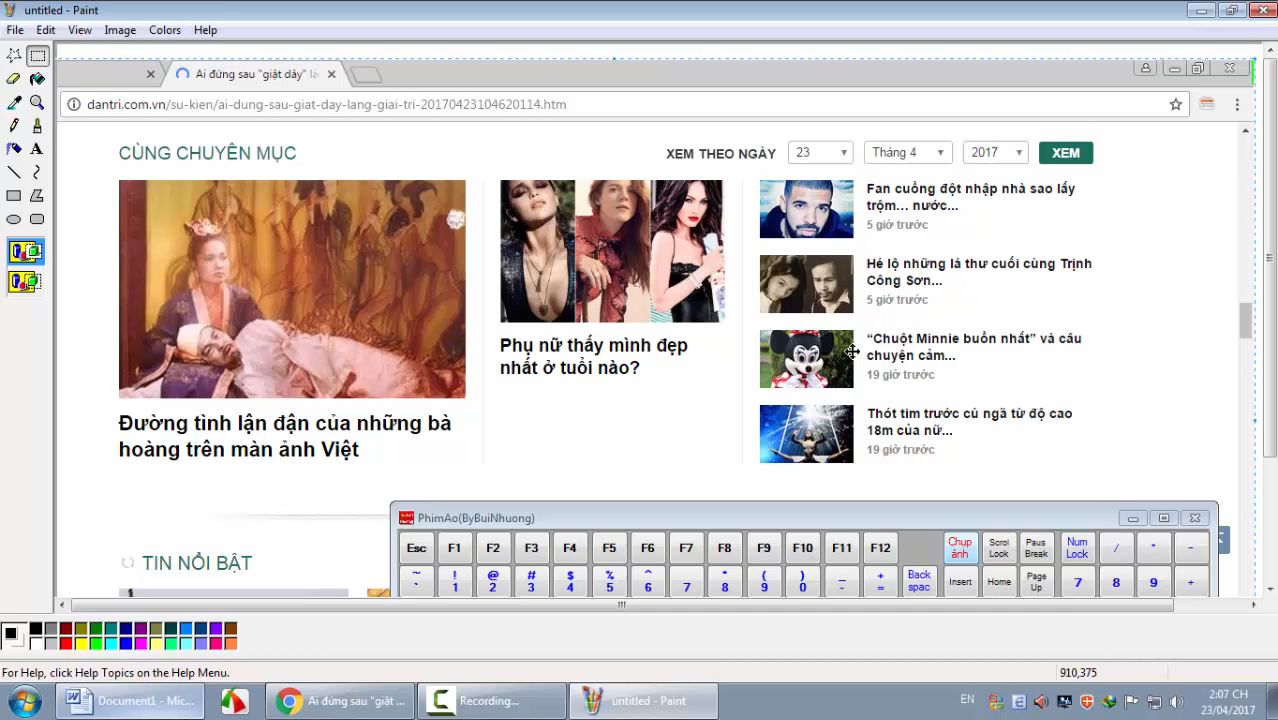 untitled - Paint
File Edit View Image Colors Help
Ai đứng sau "giật dây" là
dantri.com.vn/su-kien/ai-dung-sau-giat-day-lang-giai-tri-20170423104620114.htm
CÙNG CHUYÊN MỤC
XEM THEO NGÀY 23 Tháng 4 2017 XEM
Đường tình lận đận của những bà
hoàng trên màn ảnh Việt
Phụ nữ thấy mình đẹp
nhất ở tuổi nào?
Fan cuồng đột nhập nhà sao lấy
trộm... nước...
5 giờ trước
Hé lộ những lá thư cuối cùng Trịnh
Công Sơn...
5 giờ trước
“Chuột Minnie buồn nhất” và câu
chuyện cảm...
19 giờ trước
Thót tim trước cú ngã từ độ cao
18m của nữ...
19 giờ trước
TIN NỔI BẬT
PhimAo(ByBuiNhuong)
Esc F1 F2 F3 F4 F5 F6 F7 F8 F9 F10 F11 F12 Chup ảnh Scrol Lock Paus Break Num Lock / * -
~ ` ! 1 @ 2 # 3 $ 4 % 5 ^ 6 7 * 8 ( 9 ) 0 _ - + = Back spac Insert Home Page Up 7 8 9 +
For Help, click Help Topics on the Help Menu.
910,375
Document1 - Mic...
Ai đứng sau "giật ...
Recording...
untitled - Paint
EN
2:07 CH
23/04/2017